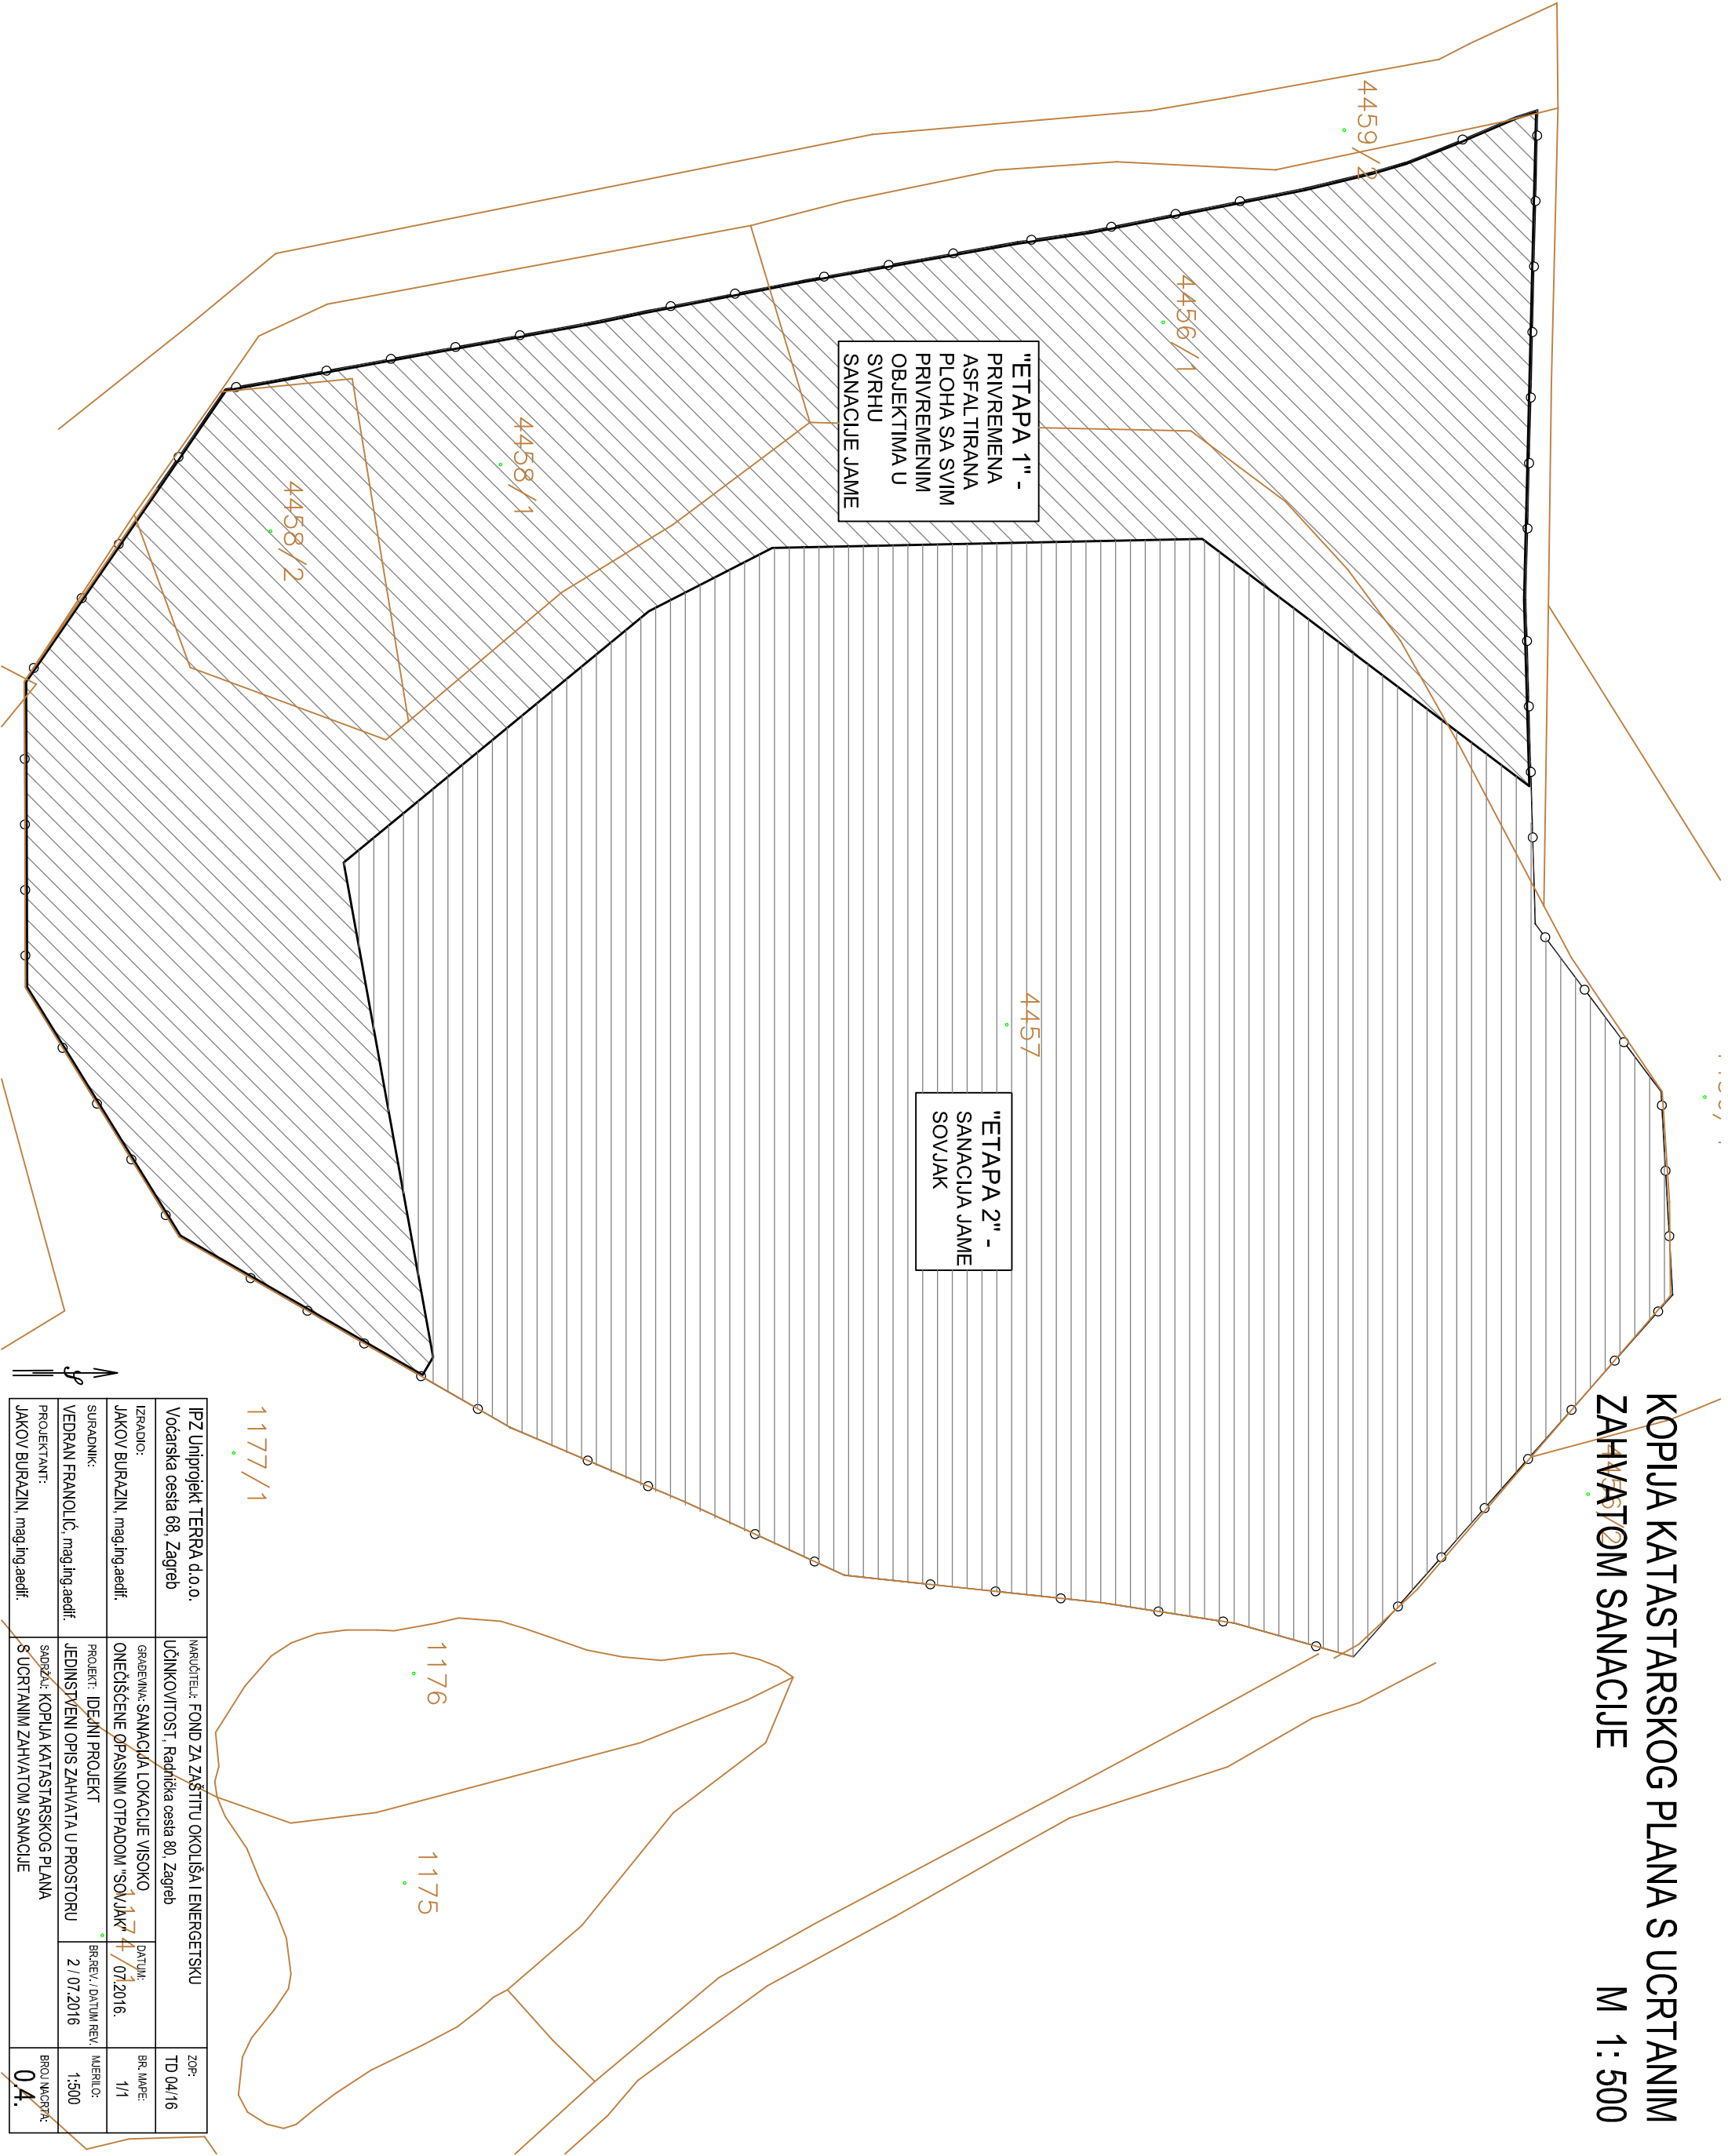 KOPIJA KATASTARSKOG PLANA S UCRTANIM
ZAHVATOM SANACIJE
M 1: 500
4459/2
4456/1
"ETAPA 1" -
PRIVREMENA
ASFALTIRANA
PLOHA SA SVIM
PRIVREMENIM
OBJEKTIMA U
SVRHU
SANACIJE JAME
4458/1
4458/2
4457
"ETAPA 2" -
SANACIJA JAME
SOVJAK
4456/2
1177/1
1176
1175
1174/1
IPZ Uniprojekt TERRA d.o.o.
Voćarska cesta 68, Zagreb
NARUČITELJ: FOND ZA ZAŠTITU OKOLIŠA I ENERGETSKU
UČINKOVITOST, Radnička cesta 80, Zagreb
ZOP:
TD 04/16
IZRADIO:
JAKOV BURAZIN, mag.ing.aedif.
GRAĐEVINA: SANACIJA LOKACIJE VISOKO
ONEČIŠĆENE OPASNIM OTPADOM "SOVJAK"
DATUM:
07.2016.
BR. MAPE:
1/1
SURADNIK:
VEDRAN FRANOLIĆ, mag.ing.aedif.
PROJEKT: IDEJNI PROJEKT
JEDINSTVENI OPIS ZAHVATA U PROSTORU
BR.REV. / DATUM REV.
2 / 07.2016
MJERILO:
1:500
PROJEKTANT:
JAKOV BURAZIN, mag.ing.aedif.
SADRŽAJ: KOPIJA KATASTARSKOG PLANA
S UCRTANIM ZAHVATOM SANACIJE
BROJ NACRTA:
0.4.